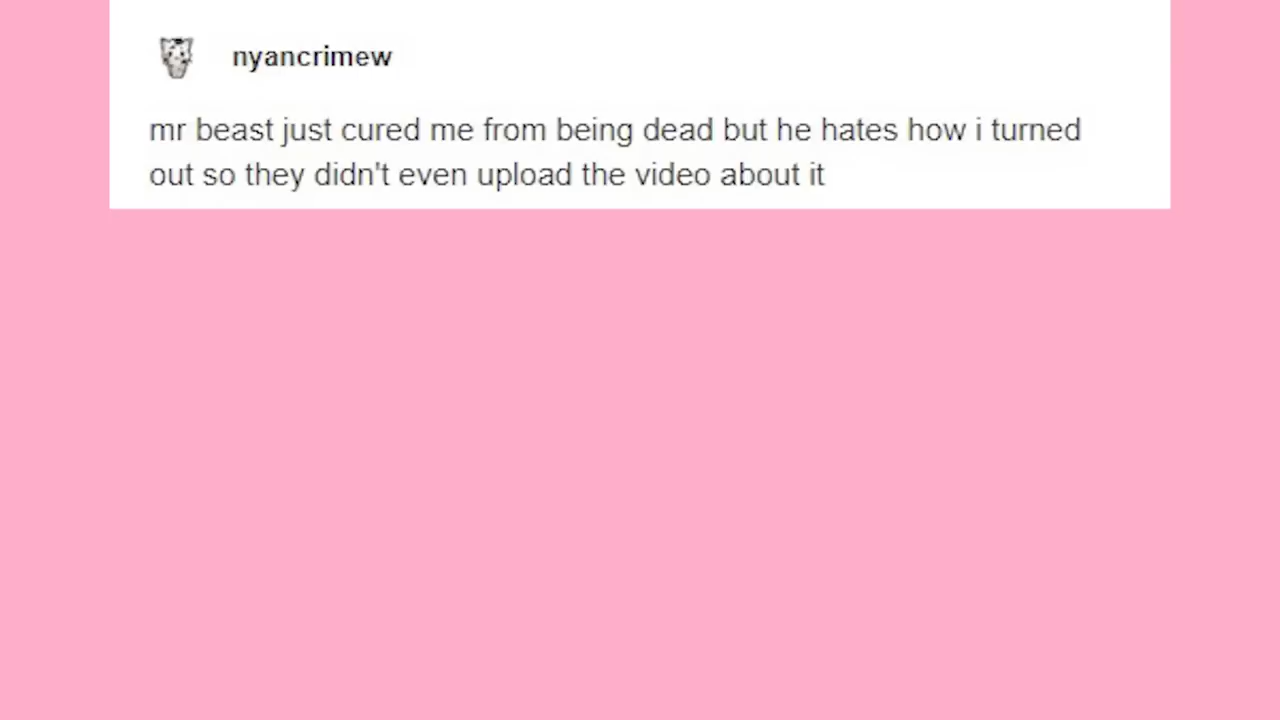 nyancrimew
mr beast just cured me from being dead but he hates how i turned
out so they didn't even upload the video about it